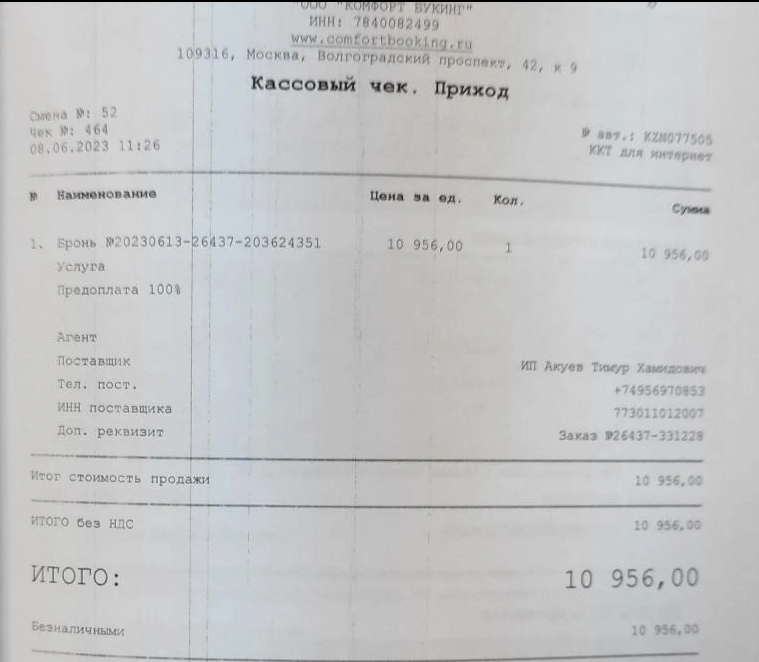 "ООО "КОМФОРТ БУКИНГ"
ИНН: 7840082499
www.comfortbooking.ru
109316, Москва, Волгоградский проспект, 42, к 9
Кассовый чек. Приход
Смена №: 52
Чек №: 464
08.06.2023 11:26
№ авт.: KZN077505
ККТ для интернет
№ Наименование Цена за ед. Кол. Сумма
1. Бронь №20230613-26437-203624351 10 956,00 1 10 956,00
Услуга
Предоплата 100%
Агент
Поставщик ИП Акуев Тимур Хамидович
Тел. пост. +74956970853
ИНН поставщика 773011012007
Доп. реквизит Заказ №26437-331228
Итог стоимость продажи 10 956,00
ИТОГО без НДС 10 956,00
ИТОГО: 10 956,00
Безналичными 10 956,00